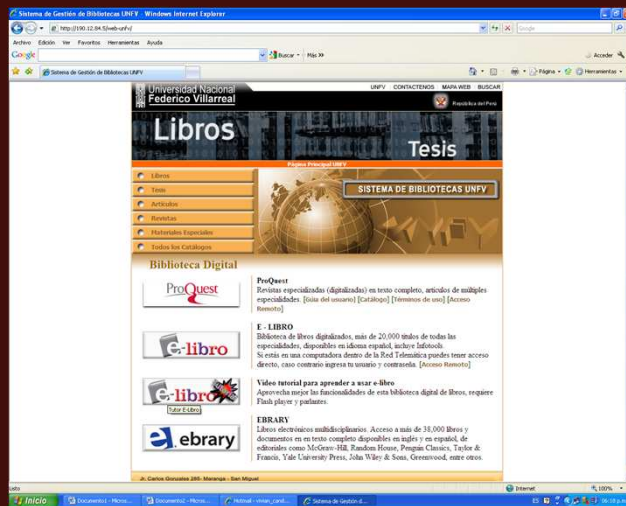 Sistema de Gestión de Bibliotecas UNFV - Windows Internet Explorer
http://190.12.84.5/web-unfv/
Google
Archivo Edición Ver Favoritos Herramientas Ayuda
Google
Buscar
Más »
Acceder
Sistema de Gestión de Bibliotecas UNFV
Página
Herramientas
Universidad Nacional
Federico Villarreal
UNFV CONTACTENOS MAPA WEB BUSCAR
República del Perú
Libros
Tesis
Página Principal UNFV
Libros
Tesis
Artículos
Revistas
Materiales Especiales
Todos los Catálogos
SISTEMA DE BIBLIOTECAS UNFV
Biblioteca Digital
ProQuest
ProQuest
Revistas especializadas (digitalizadas) en texto completo, artículos de múltiples
especialidades. [Guía del usuario] [Catálogo] [Términos de uso] [Acceso
Remoto]
e-libro
E - LIBRO
Biblioteca de libros digitalizados, más de 20,000 títulos de todas las
especialidades, disponibles en idioma español, incluye Infotools.
Si estás en una computadora dentro de la Red Telemática puedes tener acceso
directo, caso contrario ingresa tu usuario y contraseña. [Acceso Remoto]
e-libro
Tutor E-Libro
Video tutorial para aprender a usar e-libro
Aprovecha mejor las funcionalidades de esta biblioteca digital de libros, requiere
Flash player y parlantes.
ebrary
EBRARY
Libros electrónicos multidisciplinarios. Acceso a más de 38,000 libros y
documentos en en texto completo disponibles en inglés y en español, de
editoriales como McGraw-Hill, Random House, Penguin Classics, Taylor &
Francis, Yale University Press, John Wiley & Sons, Greenwood, entre otros.
Jr. Carlos Gonzales 285- Maranga - San Miguel
Listo
Internet
100%
Inicio
Documento1 - Micros...
Documento2 - Micros...
Hotmail - vivian_cand...
Sistema de Gestión d...
ES
06:18 p.m.